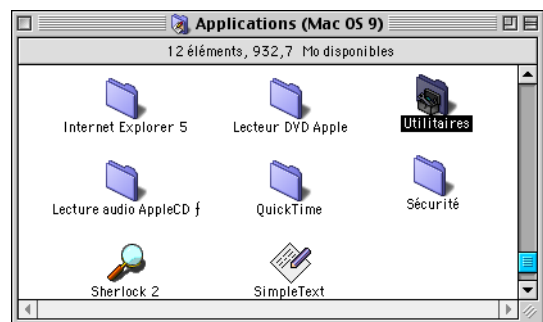 Applications (Mac OS 9)
12 éléments, 932,7 Mo disponibles
Internet Explorer 5
Lecteur DVD Apple
Utilitaires
Lecture audio AppleCD ƒ
QuickTime
Sécurité
Sherlock 2
SimpleText